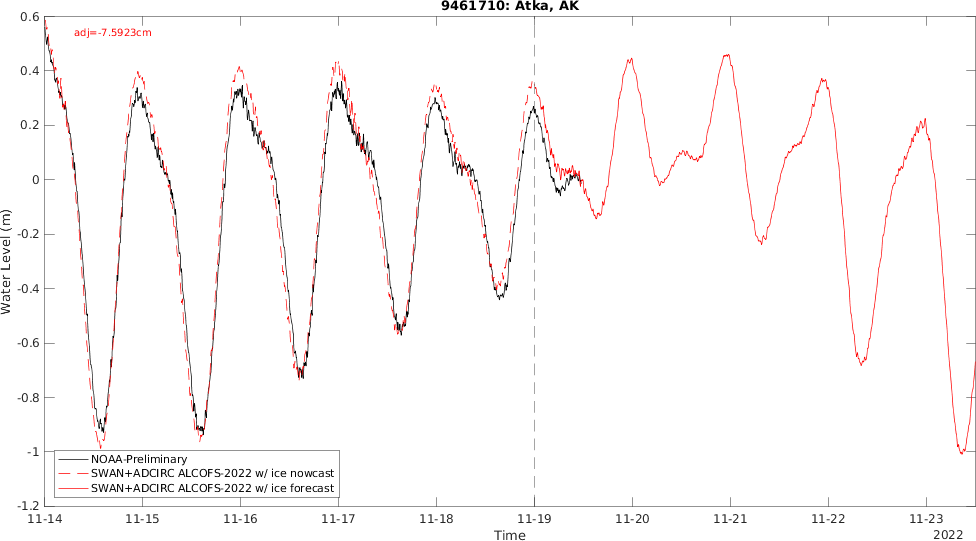 9461710: Atka, AK
adj=-7.5923cm
0.6
0.4
0.2
0
-0.2
-0.4
-0.6
-0.8
-1
-1.2
Water Level (m)
NOAA-Preliminary
SWAN+ADCIRC ALCOFS-2022 w/ ice nowcast
SWAN+ADCIRC ALCOFS-2022 w/ ice forecast
11-14 11-15 11-16 11-17 11-18 11-19 11-20 11-21 11-22 11-23
Time
2022